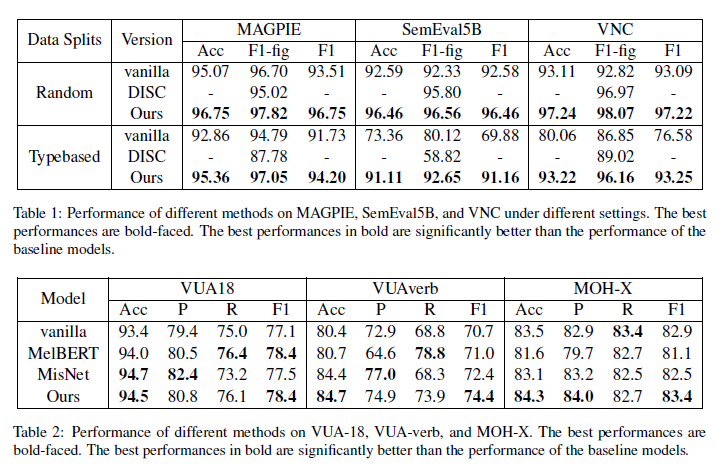 Data Splits Version MAGPIE SemEval5B VNC
Acc F1-fig F1 Acc F1-fig F1 Acc F1-fig F1
Random vanilla 95.07 96.70 93.51 92.59 92.33 92.58 93.11 92.82 93.09
DISC - 95.02 - - 95.80 - - 96.97 -
Ours 96.75 97.82 96.75 96.46 96.56 96.46 97.24 98.07 97.22
Typebased vanilla 92.86 94.79 91.73 73.36 80.12 69.88 80.06 86.85 76.58
DISC - 87.78 - - 58.82 - - 89.02 -
Ours 95.36 97.05 94.20 91.11 92.65 91.16 93.22 96.16 93.25
Table 1: Performance of different methods on MAGPIE, SemEval5B, and VNC under different settings. The best
performances are bold-faced. The best performances in bold are significantly better than the performance of the
baseline models.
Model VUA18 VUAverb MOH-X
Acc P R F1 Acc P R F1 Acc P R F1
vanilla 93.4 79.4 75.0 77.1 80.4 72.9 68.8 70.7 83.5 82.9 83.4 82.9
MelBERT 94.0 80.5 76.4 78.4 80.7 64.6 78.8 71.0 81.6 79.7 82.7 81.1
MisNet 94.7 82.4 73.2 77.5 84.4 77.0 68.3 72.4 83.1 83.2 82.5 82.5
Ours 94.5 80.8 76.1 78.4 84.7 74.9 73.9 74.4 84.3 84.0 82.7 83.4
Table 2: Performance of different methods on VUA-18, VUA-verb, and MOH-X. The best performances are
bold-faced. The best performances in bold are significantly better than the performance of the baseline models.